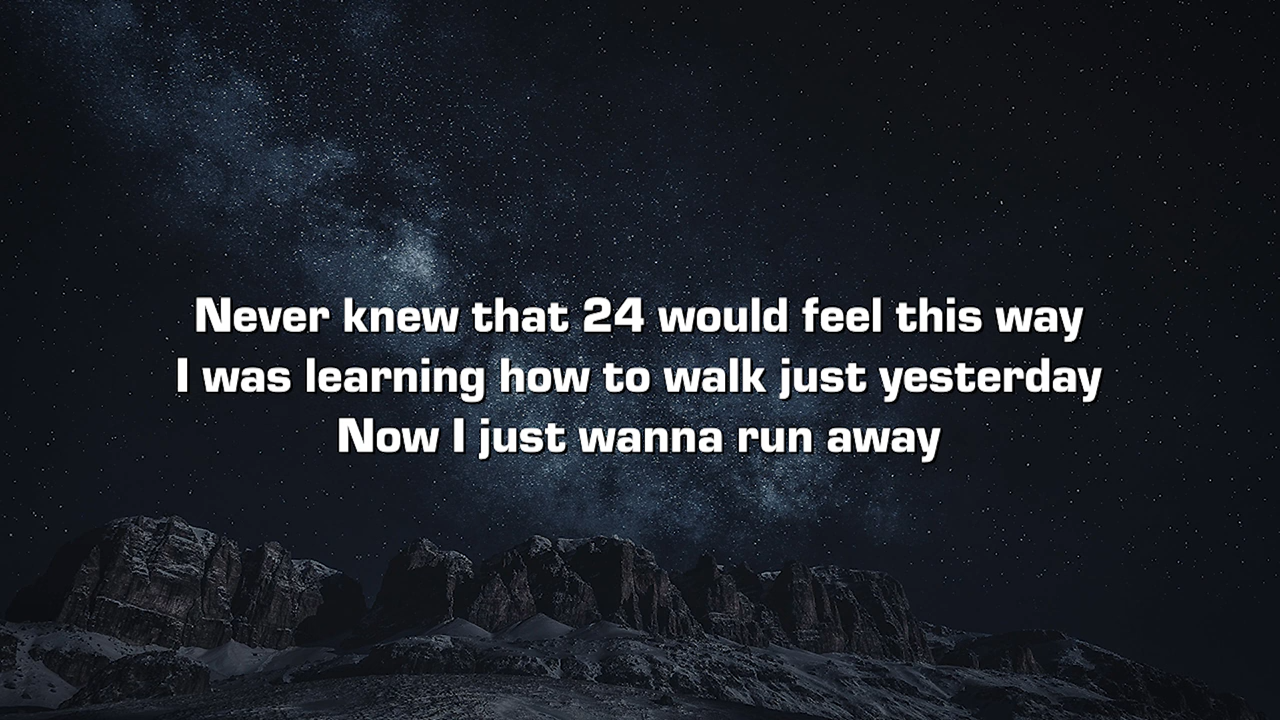 Never knew that 24 would feel this way
I was learning how to walk just yesterday
Now I just wanna run away